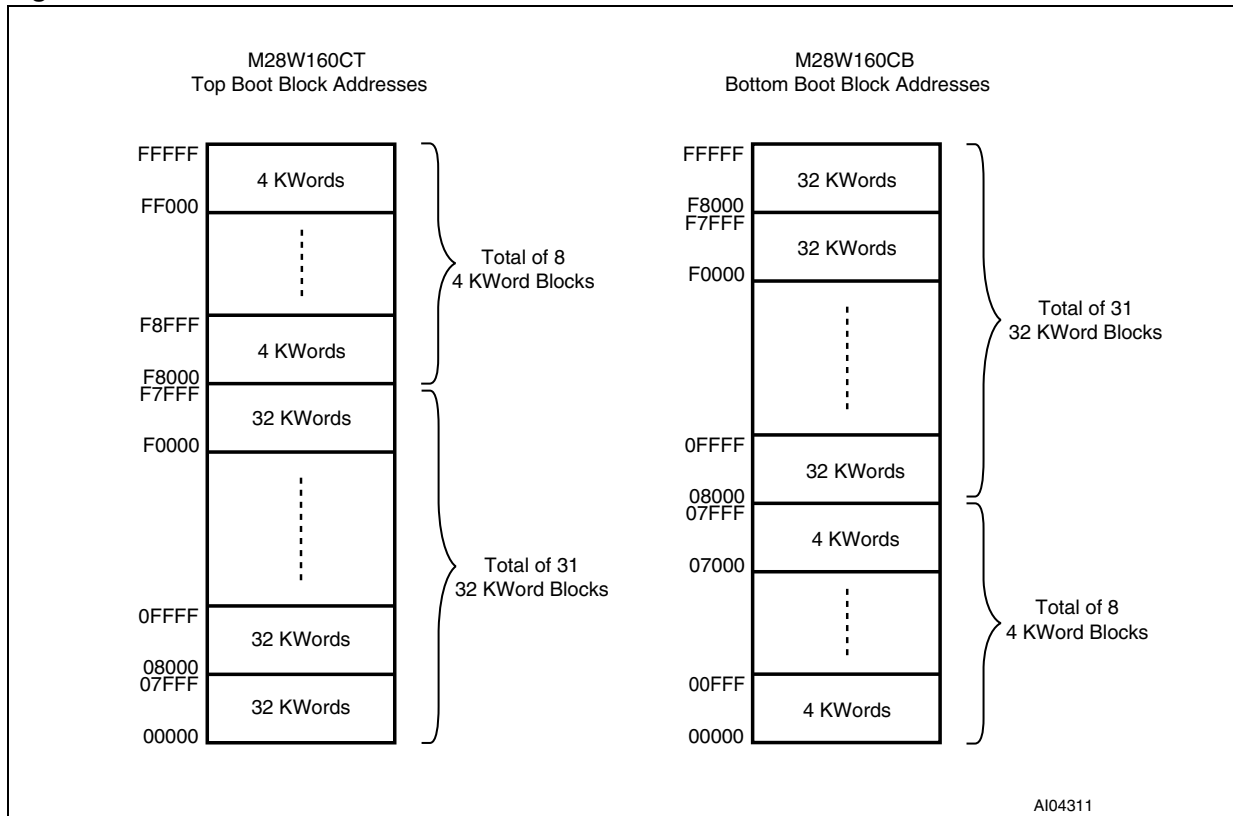 M28W160CT
Top Boot Block Addresses
FFFFF
4 KWords
FF000
Total of 8
4 KWord Blocks
F8FFF
4 KWords
F8000
F7FFF
32 KWords
F0000
Total of 31
32 KWord Blocks
0FFFF
32 KWords
08000
07FFF
32 KWords
00000
M28W160CB
Bottom Boot Block Addresses
FFFFF
32 KWords
F8000
F7FFF
32 KWords
F0000
Total of 31
32 KWord Blocks
0FFFF
32 KWords
08000
07FFF
4 KWords
07000
Total of 8
4 KWord Blocks
00FFF
4 KWords
00000
AI04311